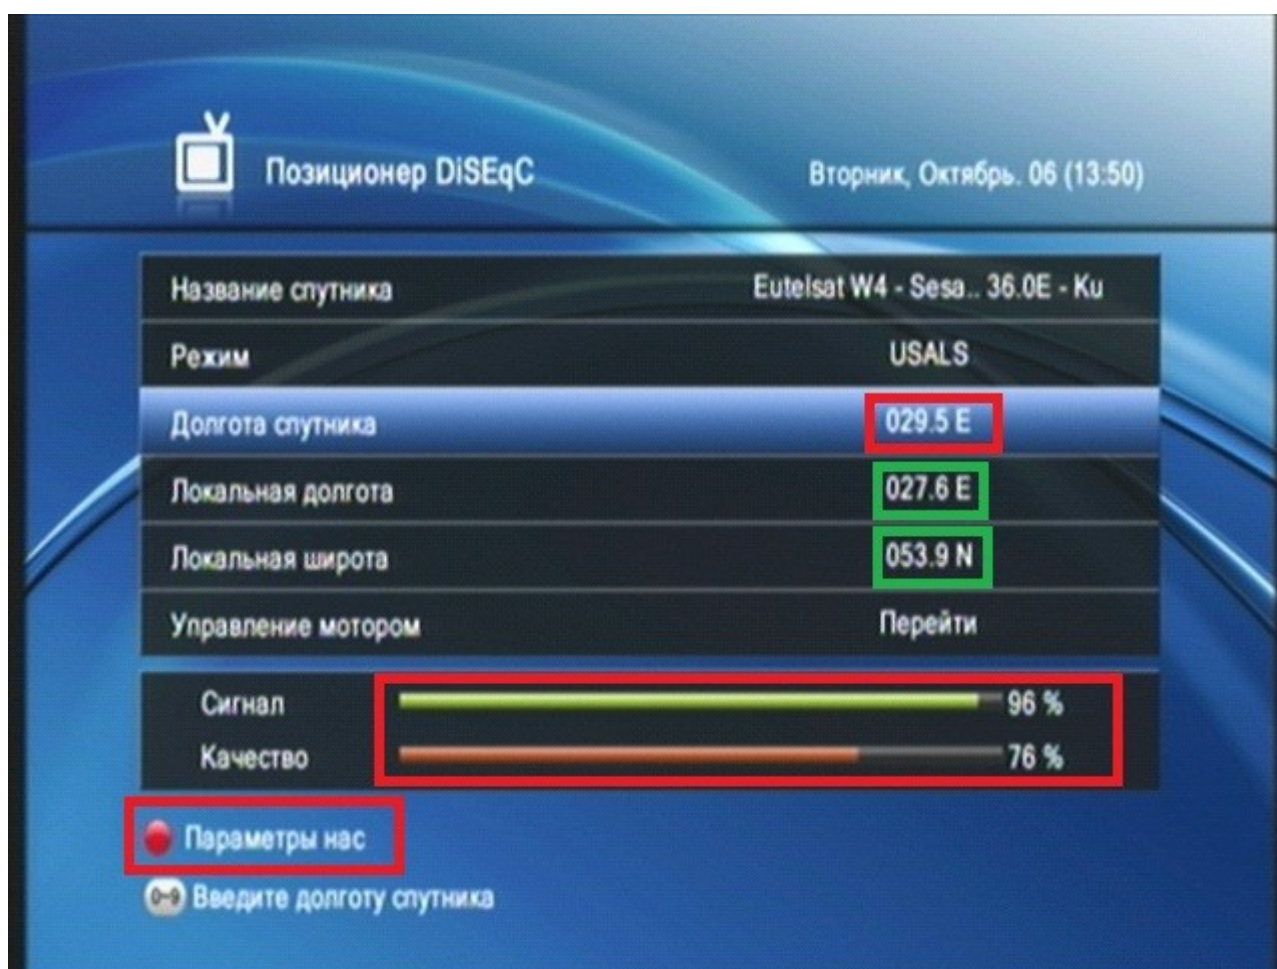 Позиционер DiSEqC
Вторник, Октябрь. 06 (13:50)
Название спутника Eutelsat W4 - Sesa.. 36.0E - Ku
Режим USALS
Долгота спутника 029.5 E
Локальная долгота 027.6 E
Локальная широта 053.9 N
Управление мотором Перейти
Сигнал 96 %
Качество 76 %
Параметры нас
0-9 Введите долготу спутника